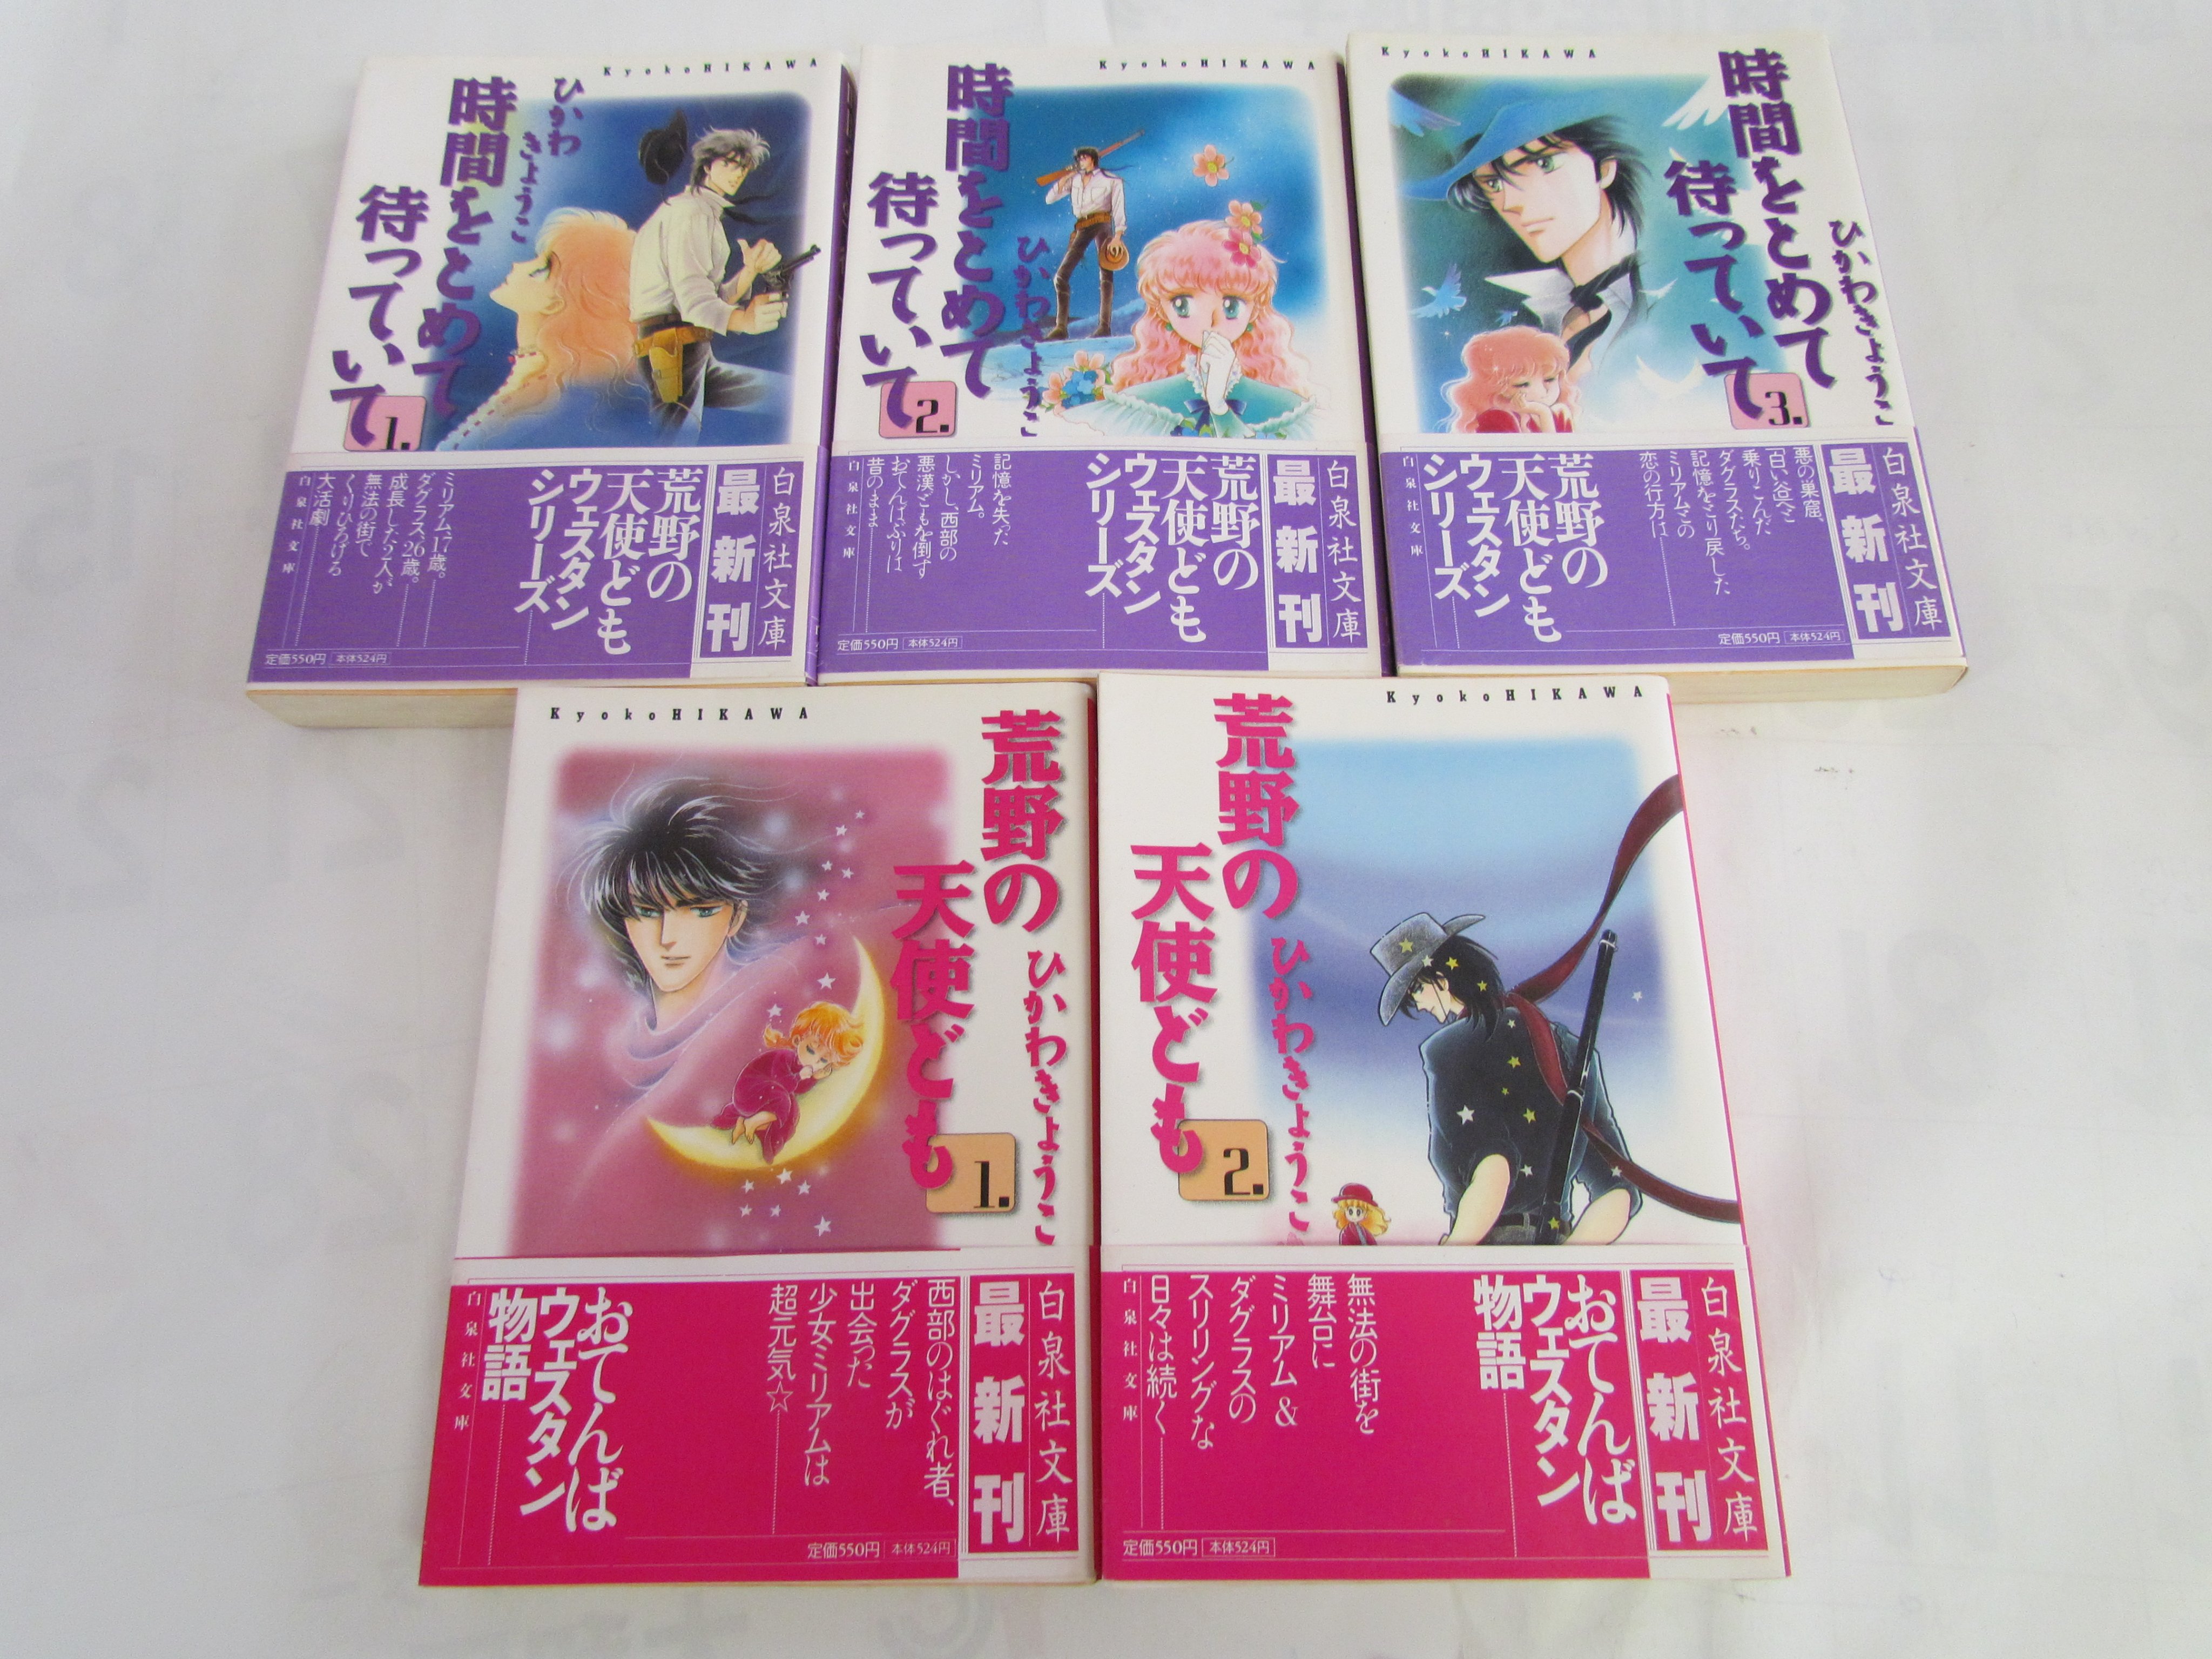 Kyoko HIKAWA
ひかわ
きょうこ
時間をとめて
待っていて
1.
白泉社文庫
最新刊
荒野の
天使ども
ウェスタン
シリーズ
ミリアム、17歳。
ダグラス、26歳。
成長した2人が
無法の街で
くりひろげる
大活劇
白泉社文庫
定価550円 本体524円
Kyoko HIKAWA
時間をとめて
待っていて
ひかわきょうこ
2.
白泉社文庫
最新刊
荒野の
天使ども
ウェスタン
シリーズ
記憶を失った
ミリアム。
しかし、西部の
悪漢どもを倒す
おてんばぶりは
昔のまま
白泉社文庫
定価550円 本体524円
Kyoko HIKAWA
時間をとめて
待っていて
ひかわきょうこ
3.
白泉社文庫
最新刊
悪の巣窟、
「白い谷」へと
乗りこんだ
ダグラスたち。
記憶をとり戻した
ミリアムとの
恋の行方は
荒野の
天使ども
ウェスタン
シリーズ
白泉社文庫
定価550円 本体524円
Kyoko HIKAWA
荒野の
天使ども
ひかわきょうこ
1.
白泉社文庫
最新刊
西部のはぐれ者、
ダグラスが
出会った
少女ミリアムは
超元気☆
おてんば
ウェスタン
物語
白泉社文庫
定価550円 本体524円
Kyoko HIKAWA
荒野の
天使ども
ひかわきょうこ
2.
白泉社文庫
最新刊
おてんば
ウェスタン
物語
無法の街を
舞台に
ミリアム&
ダグラスの
スリリングな
日々は続く
白泉社文庫
定価550円 本体524円